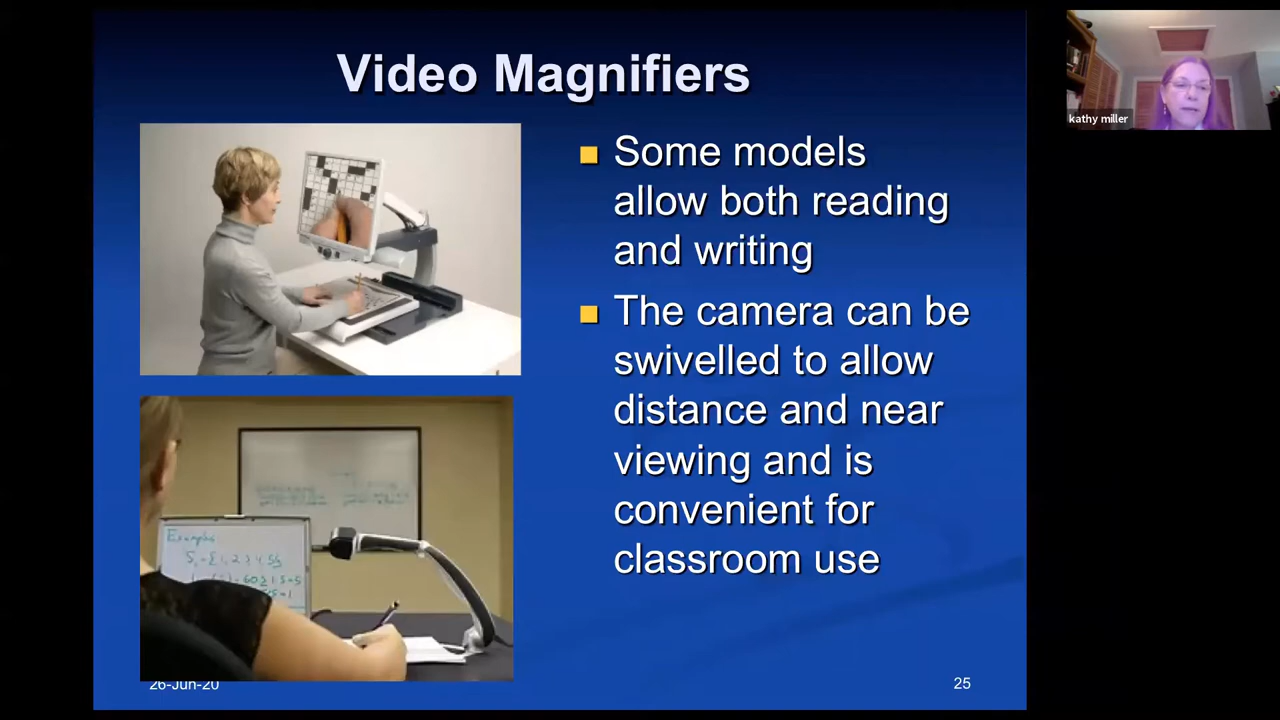 Video Magnifiers
kathy miller
Some models
allow both reading
and writing
The camera can be
swivelled to allow
distance and near
viewing and is
convenient for
classroom use
Examples
26-Jun-20
25